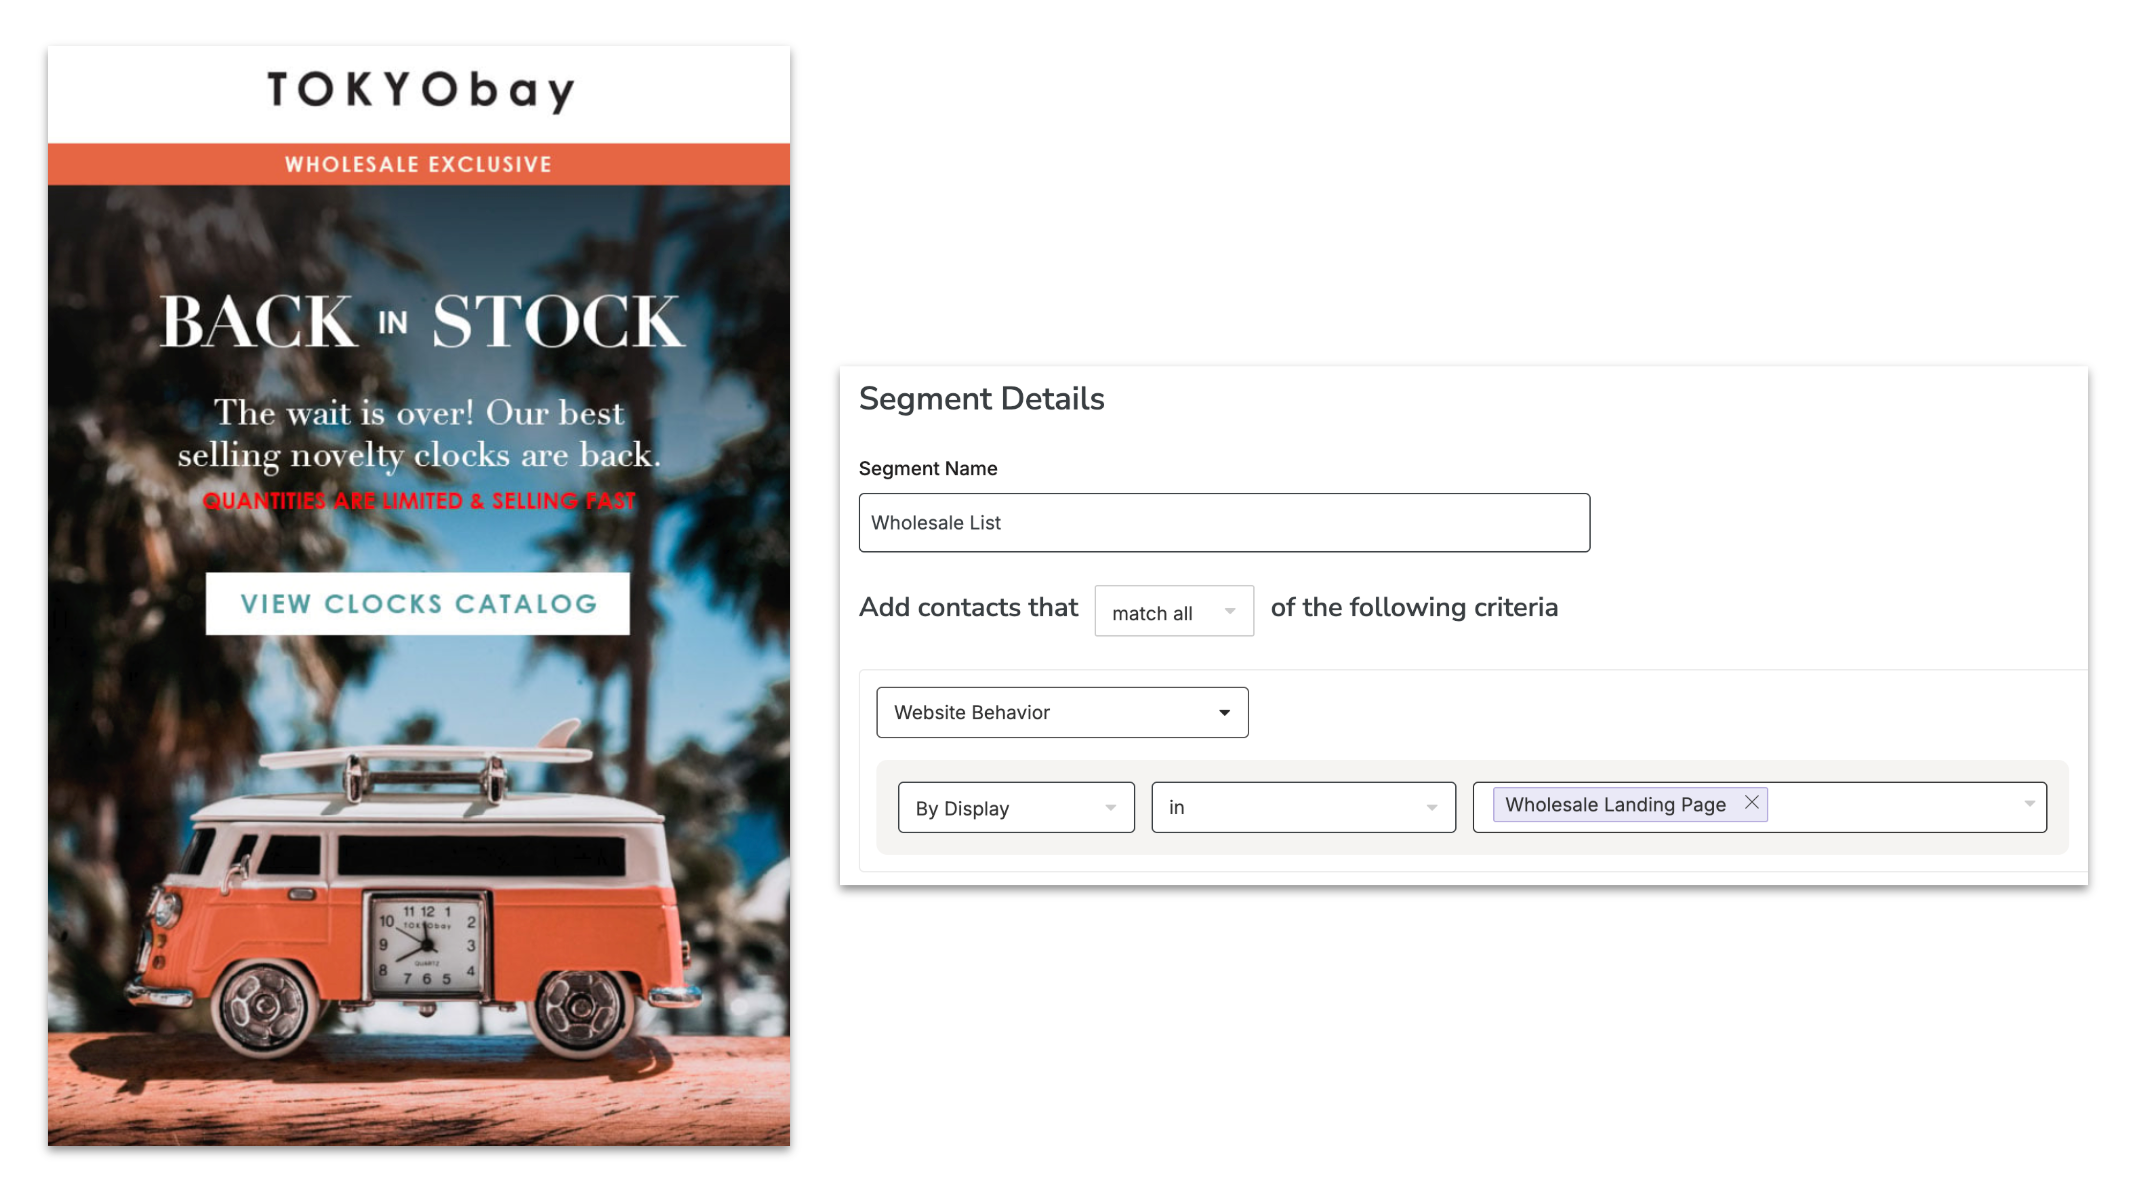 TOKYObay
WHOLESALE EXCLUSIVE
BACK IN STOCK
The wait is over! Our best
selling novelty clocks are back.
QUANTITIES ARE LIMITED & SELLING FAST
VIEW CLOCKS CATALOG
11 12 1
10 2
TOKYObay
9 3
QUARTZ
8 4
7 6 5
Segment Details
Segment Name
Wholesale List
Add contacts that match all of the following criteria
Website Behavior
By Display in Wholesale Landing Page